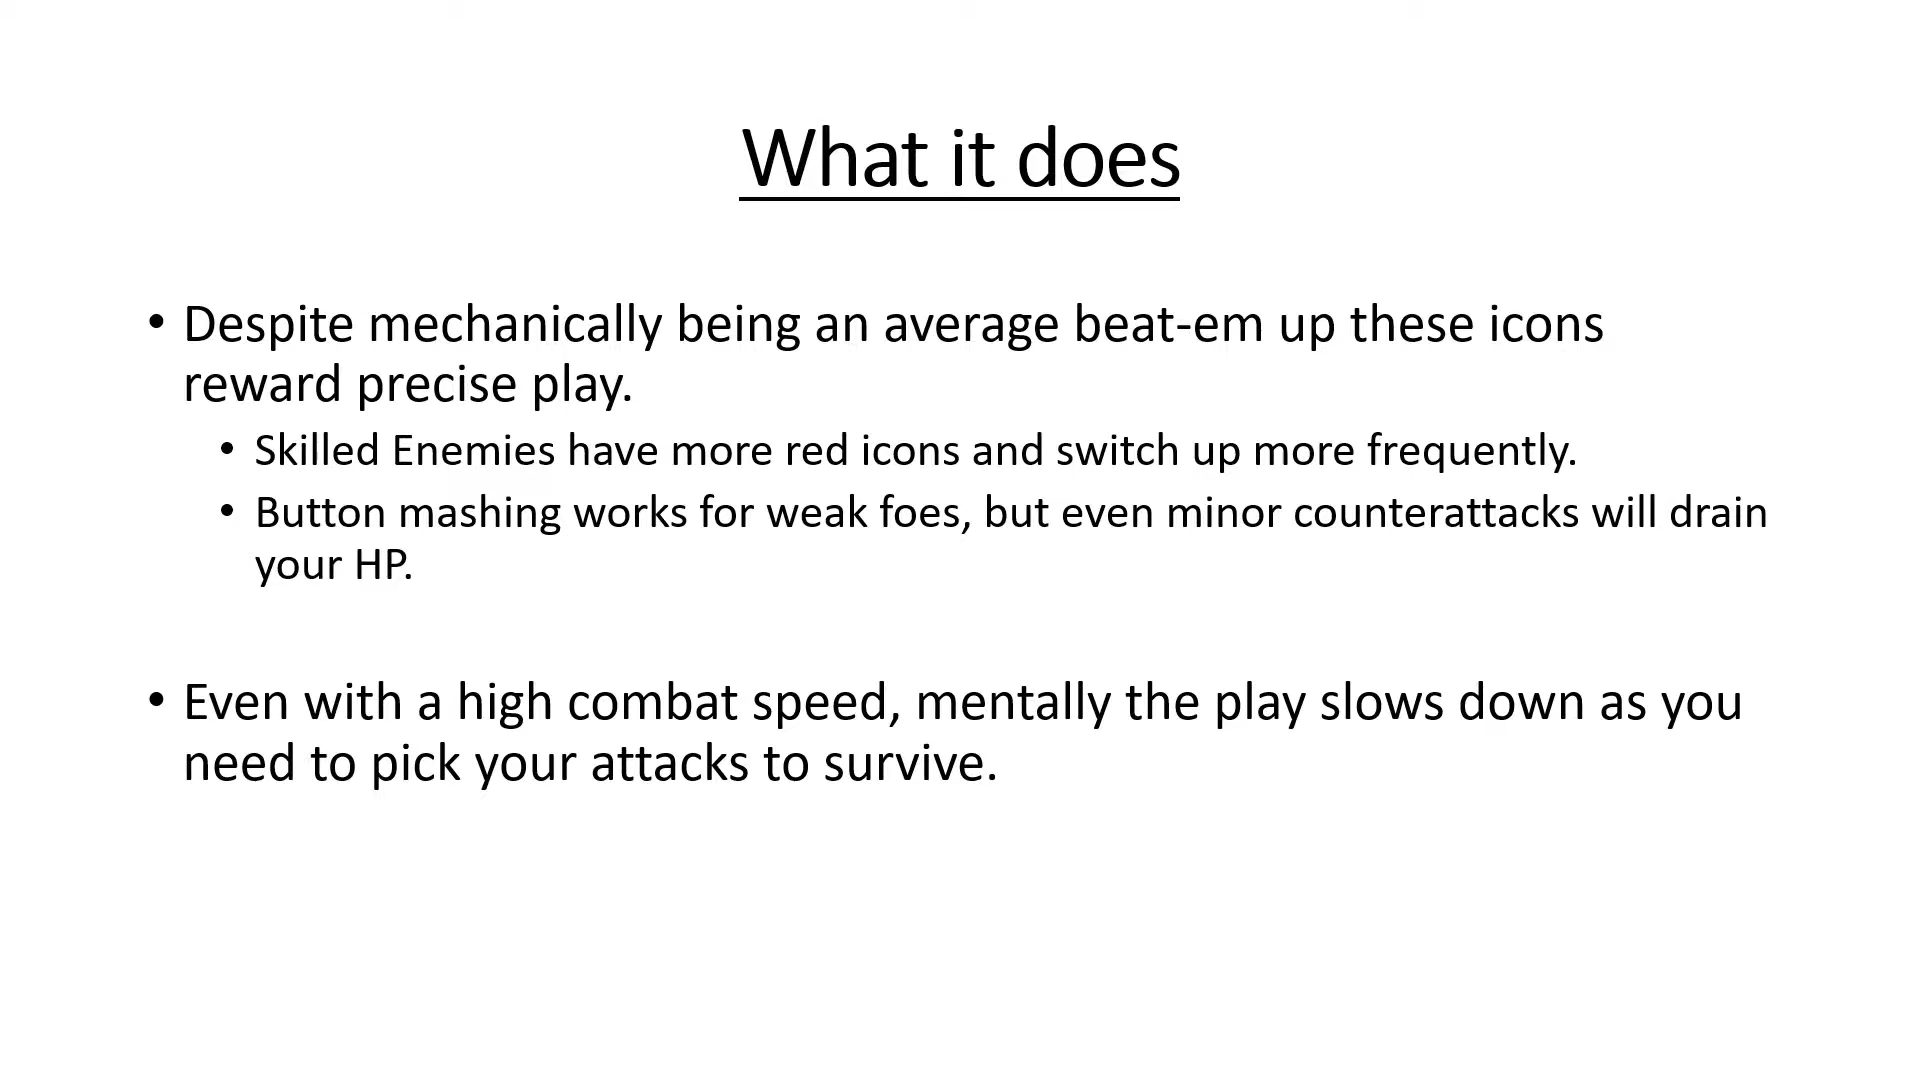 What it does
• Despite mechanically being an average beat-em up these icons
reward precise play.
• Skilled Enemies have more red icons and switch up more frequently.
• Button mashing works for weak foes, but even minor counterattacks will drain
your HP.
• Even with a high combat speed, mentally the play slows down as you
need to pick your attacks to survive.